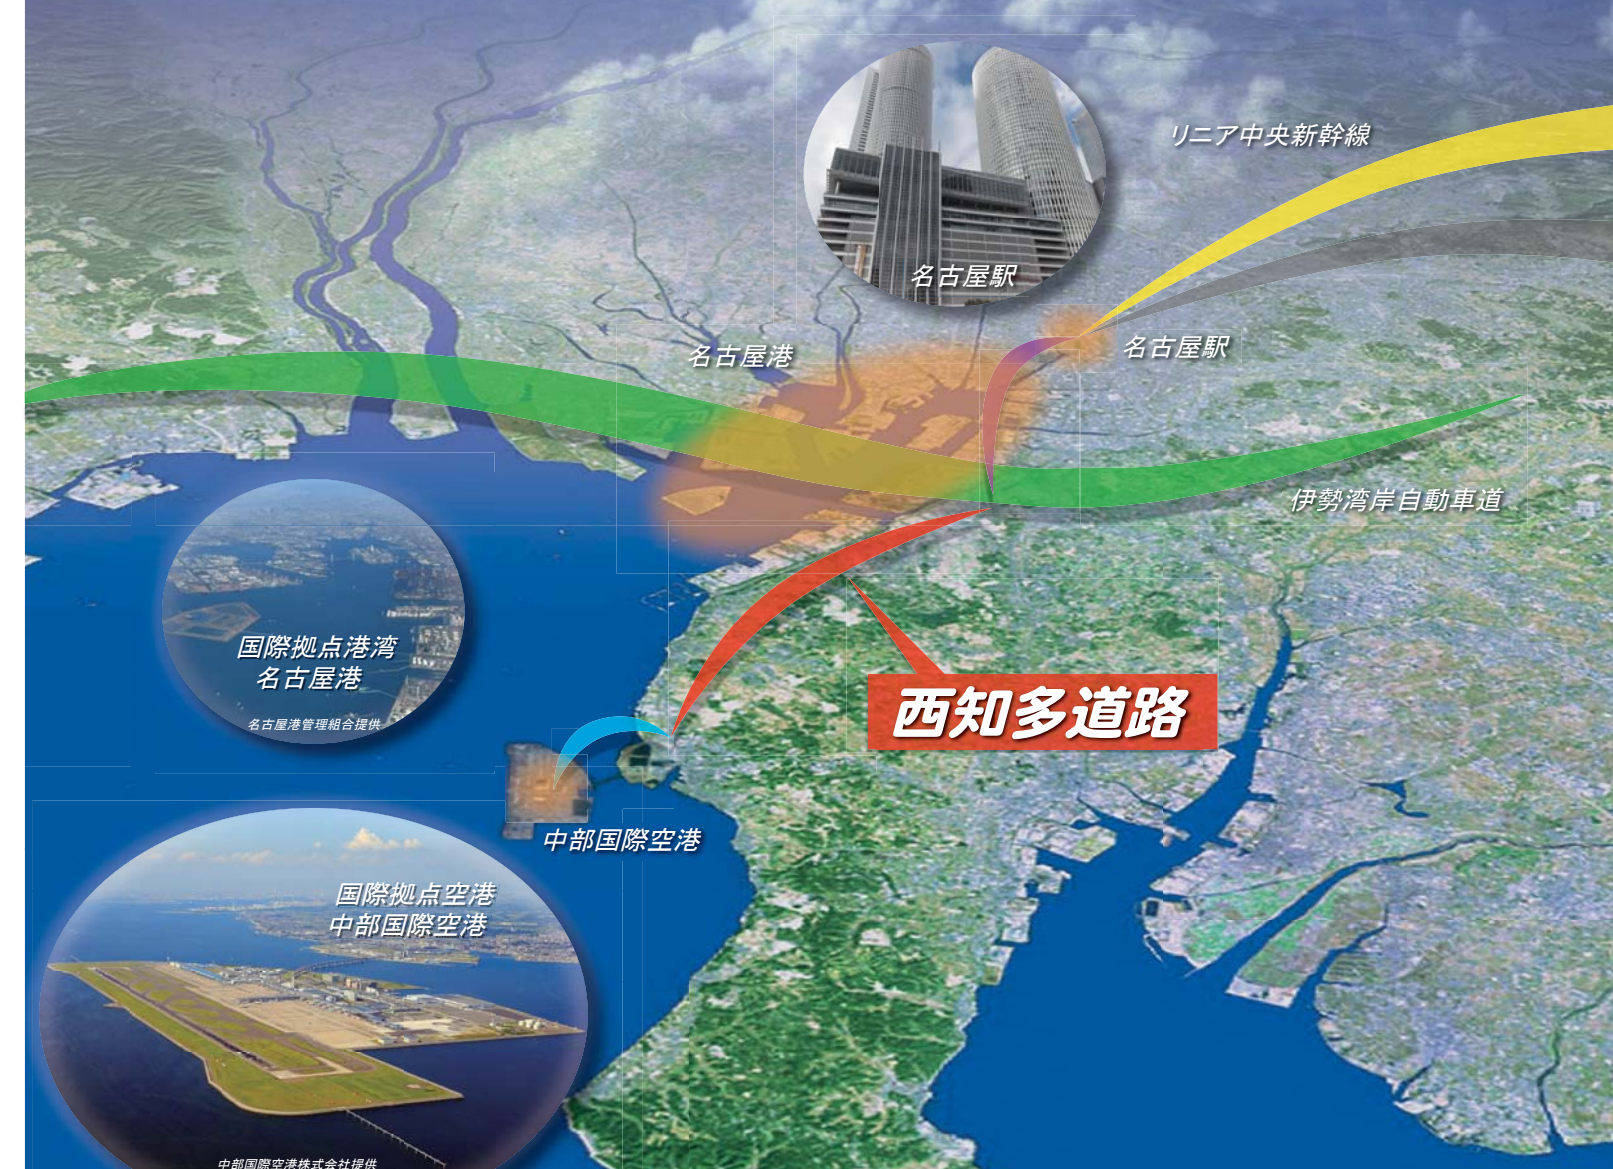 リニア中央新幹線
名古屋駅
名古屋港
名古屋駅
伊勢湾岸自動車道
国際拠点港湾
名古屋港
名古屋港管理組合提供
西知多道路
中部国際空港
国際拠点空港
中部国際空港
中部国際空港株式会社提供